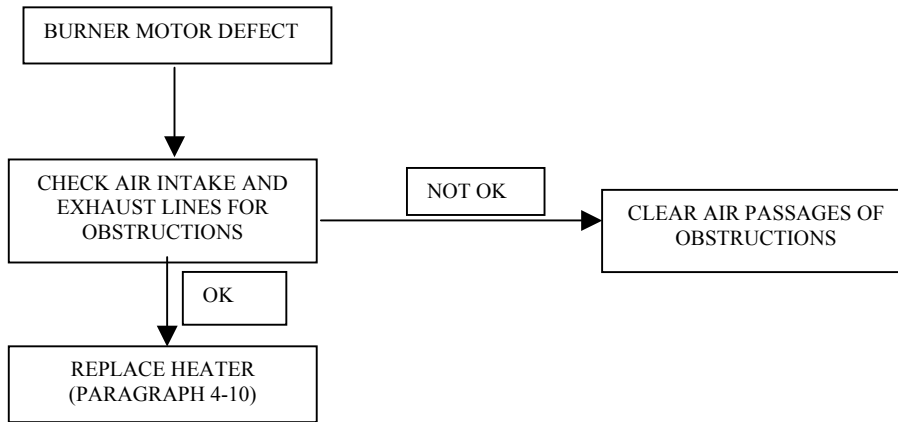 BURNER MOTOR DEFECT
CHECK AIR INTAKE AND
EXHAUST LINES FOR
OBSTRUCTIONS
NOT OK
CLEAR AIR PASSAGES OF
OBSTRUCTIONS
OK
REPLACE HEATER
(PARAGRAPH 4-10)